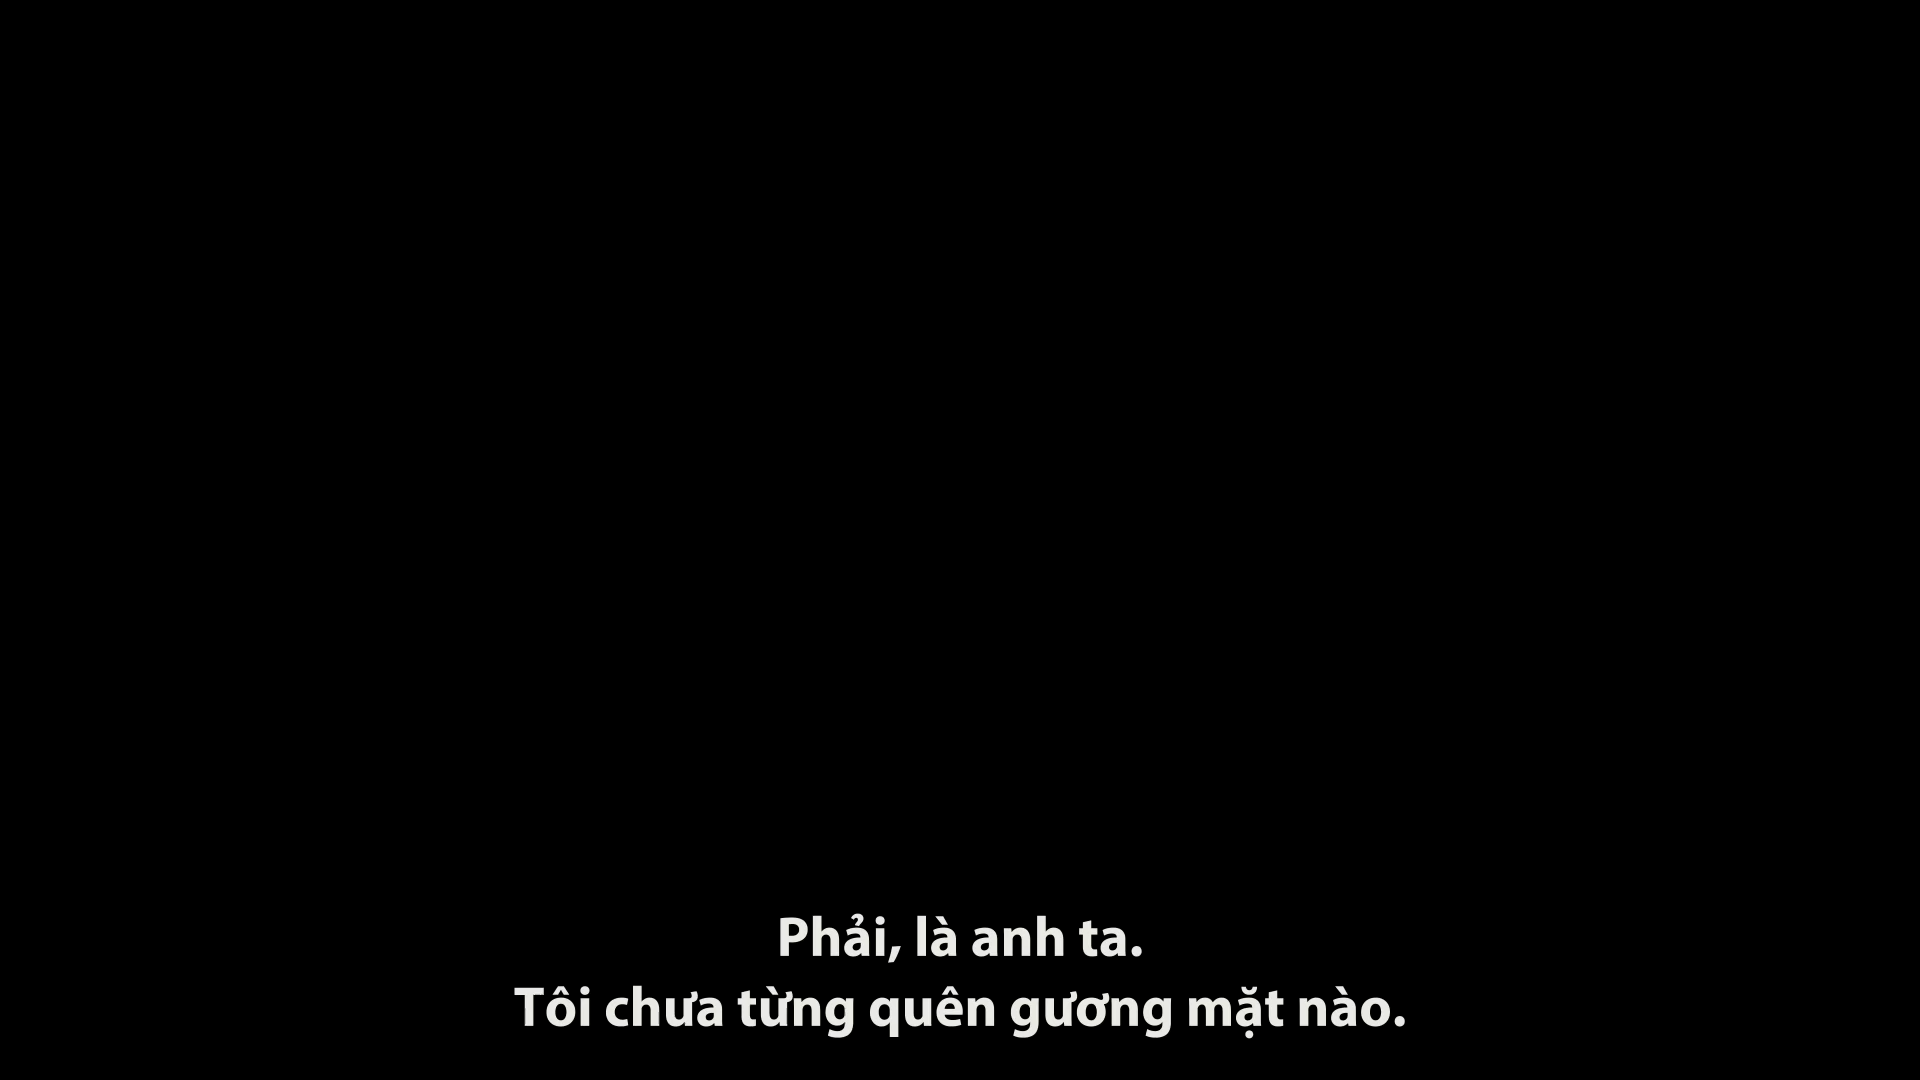 Phải, là anh ta.
Tôi chưa từng quên gương mặt nào.